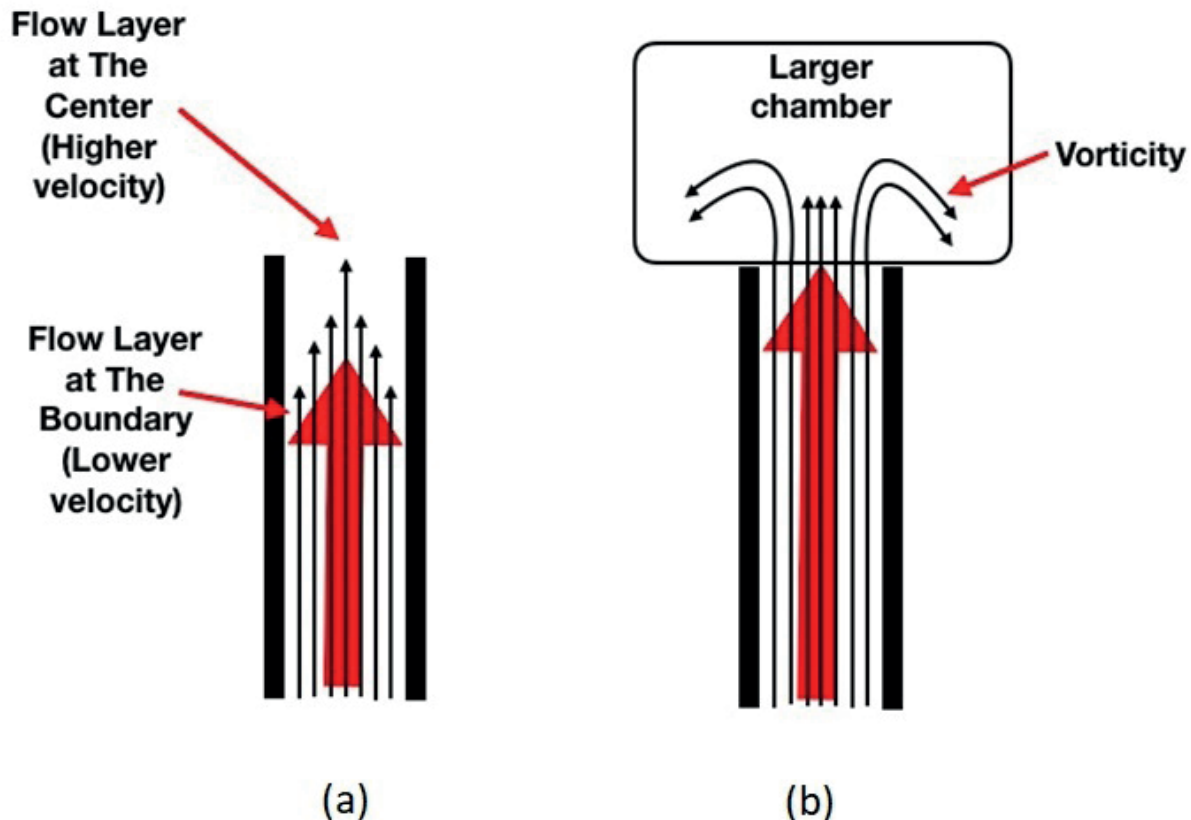 Flow Layer
at The
Center
(Higher
velocity)
Flow Layer
at The
Boundary
(Lower
velocity)
(a)
Larger
chamber
Vorticity
(b)